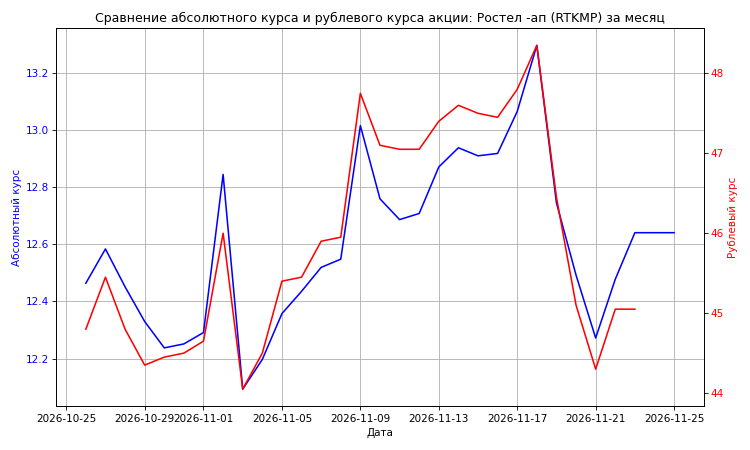 Сравнение абсолютного курса и рублевого курса акции: Ростел -ап (RTKMP) за месяц
13.2
13.0
12.8
12.6
12.4
12.2
Абсолютный курс
48
47
46
45
44
Рублевый курс
2026-10-25 2026-10-29 2026-11-01 2026-11-05 2026-11-09 2026-11-13 2026-11-17 2026-11-21 2026-11-25
Дата